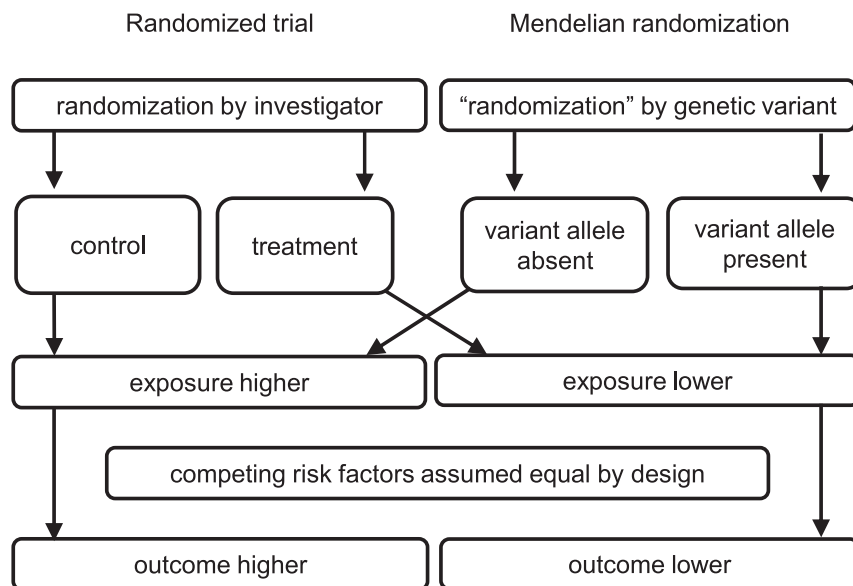 Randomized trial
Mendelian randomization
randomization by investigator
“randomization” by genetic variant
control
treatment
variant allele
absent
variant allele
present
exposure higher
exposure lower
competing risk factors assumed equal by design
outcome higher
outcome lower